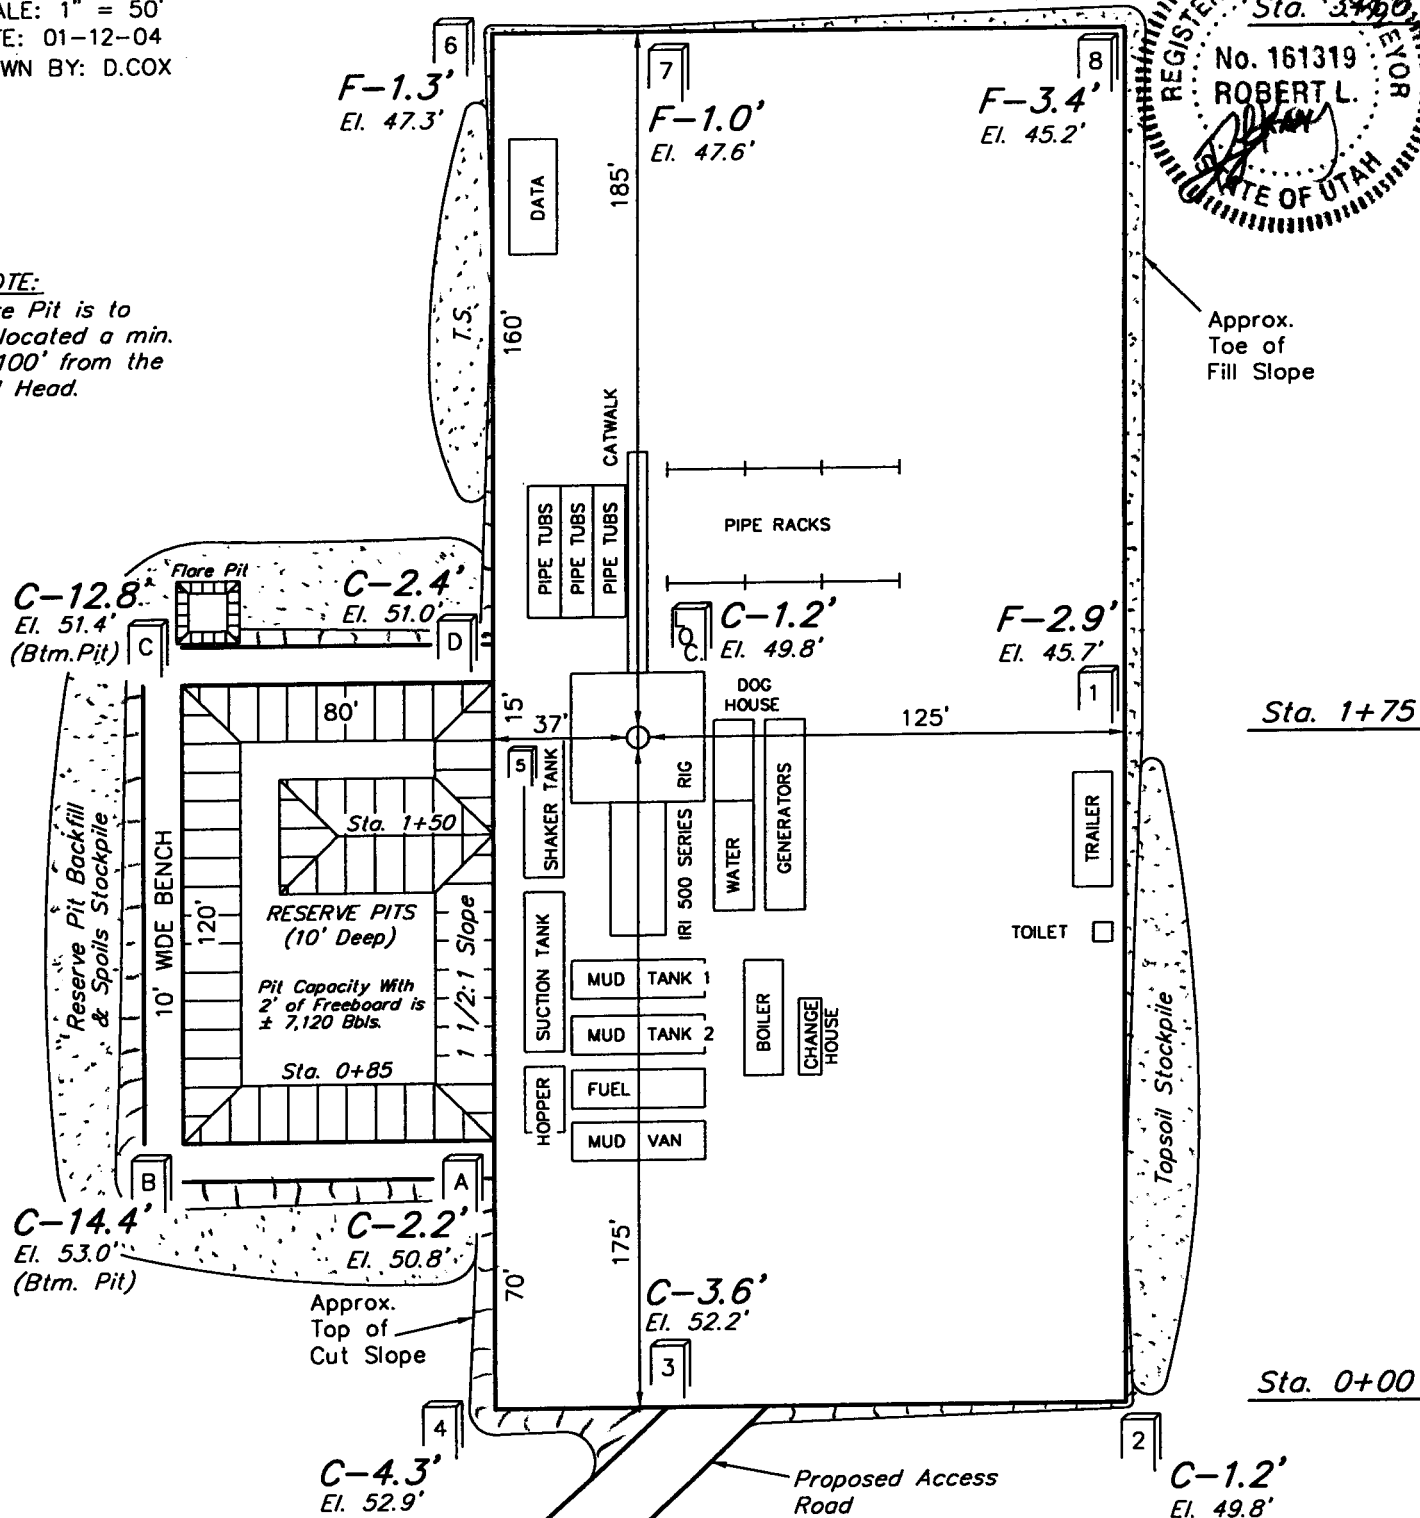 ALE: 1" = 50'
TE: 01-12-04
WN BY: D.COX
6
F-1.3'
El. 47.3'
7
F-1.0'
El. 47.6'
8
F-3.4'
El. 45.2'
Sta.
No. 161319
ROBERT L.
STATE OF UTAH
185'
DATA
OTE:
re Pit is to
located a min.
100' from the
Head.
T.S.
160'
Approx.
Toe of
Fill Slope
CATWALK
PIPE TUBS
PIPE TUBS
PIPE TUBS
PIPE RACKS
Flare Pit
C-12.8'
El. 51.4'
(Btm.Pit)
C
C-2.4'
El. 51.0'
D
LOC.
C-1.2'
El. 49.8'
F-2.9'
El. 45.7'
1
DOG
HOUSE
80'
15'
37'
125'
Sta. 1+75
5
SHAKER TANK
RIG
IRI 500 SERIES
WATER
GENERATORS
TRAILER
Sta. 1+50
Reserve Pit Backfill
& Spoils Stockpile
10' WIDE BENCH
120'
RESERVE PITS
(10' Deep)
Pit Capacity With
2' of Freeboard is
± 7,120 Bbls.
1 1/2:1 Slope
SUCTION TANK
TOILET
MUD TANK 1
MUD TANK 2
BOILER
CHANGE
HOUSE
Sta. 0+85
HOPPER
FUEL
MUD VAN
Topsoil Stockpile
B
C-14.4'
El. 53.0'
(Btm. Pit)
A
C-2.2'
El. 50.8'
175'
70'
Approx.
Top of
Cut Slope
C-3.6'
El. 52.2'
3
Sta. 0+00
4
C-4.3'
El. 52.9'
2
C-1.2'
El. 49.8'
Proposed Access
Road